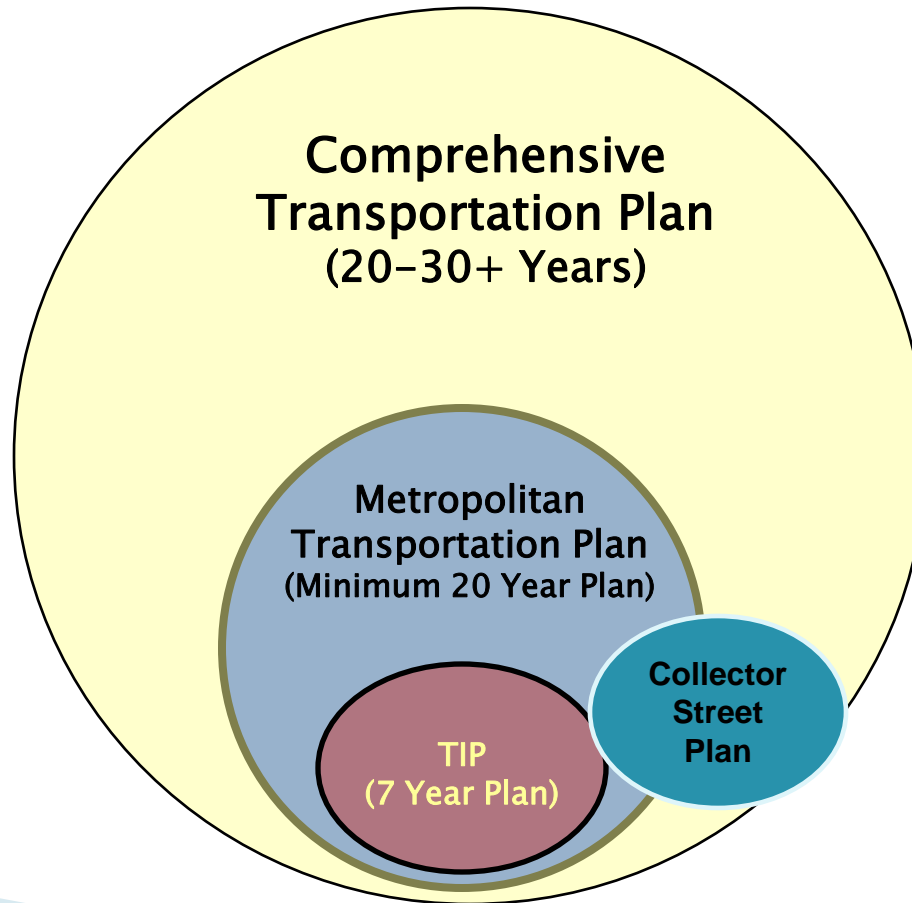 Comprehensive
Transportation Plan
(20–30+ Years)
Metropolitan
Transportation Plan
(Minimum 20 Year Plan)
Collector
Street
Plan
TIP
(7 Year Plan)